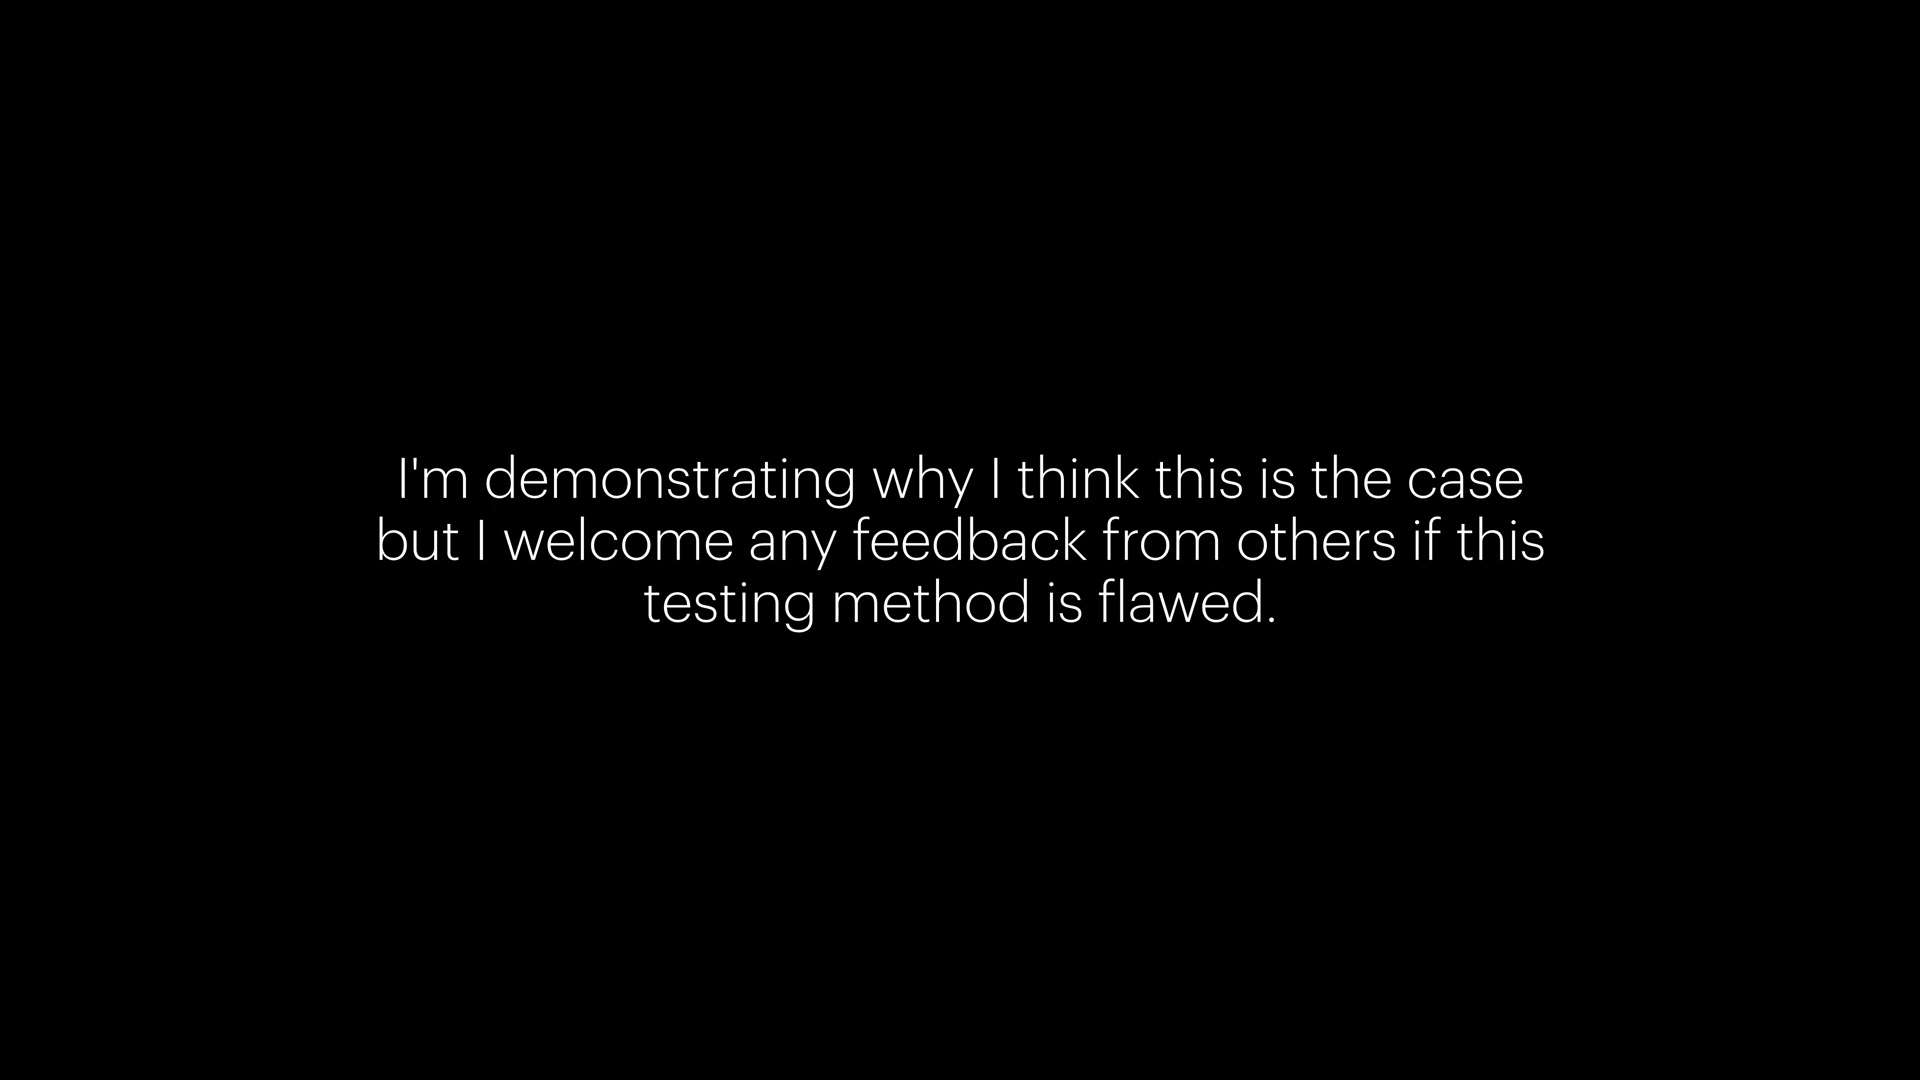 I'm demonstrating why I think this is the case
but I welcome any feedback from others if this
testing method is flawed.